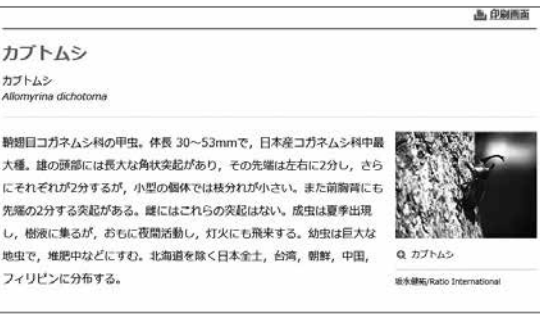 印刷画面
カブトムシ
カブトムシ
Allomyrina dichotoma
鞘翅目コガネムシ科の甲虫。体長 30~53mmで,日本産コガネムシ科中最
大種。雄の頭部には長大な角状突起があり,その先端は左右に2分し,さら
にそれぞれが2分するが,小型の個体では枝分れが小さい。また前胸背にも
先端の2分する突起がある。雌にはこれらの突起はない。成虫は夏季出現
し,樹液に集るが,おもに夜間活動し,灯火にも飛来する。幼虫は巨大な
地虫で,堆肥中などにすむ。北海道を除く日本全土,台湾,朝鮮,中国,
フィリピンに分布する。
カブトムシ
坂永健祐/Ratio International